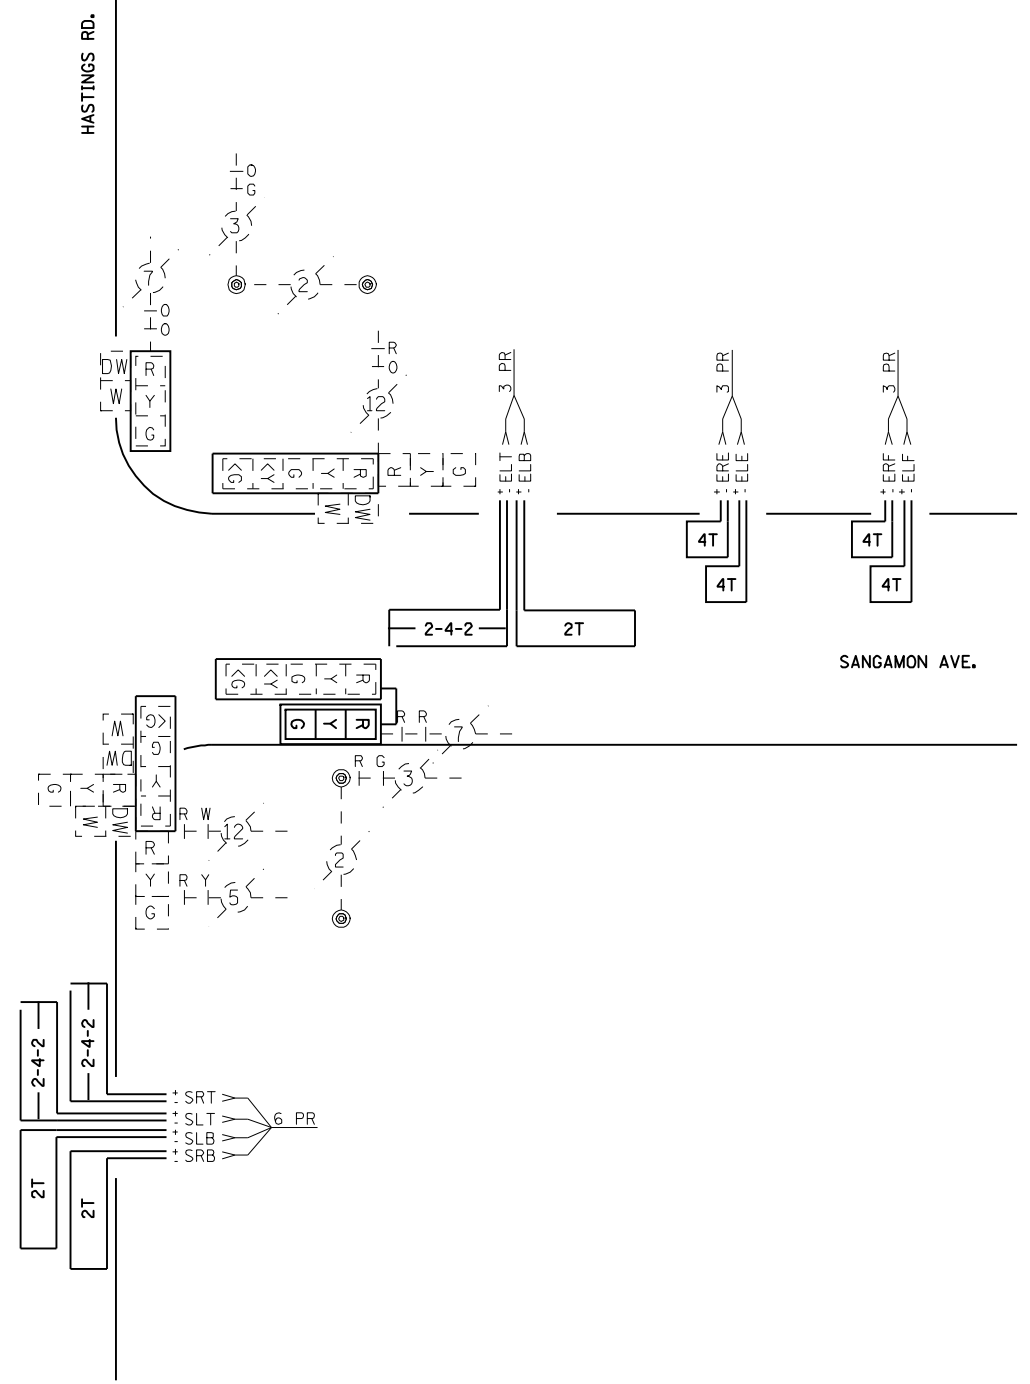 HASTINGS RD.
O
G
3
7
2
O
O
R
O
12
DW
W
R
Y
G
3 PR
3 PR
3 PR
<G <Y G Y R
R Y G
W DW
+ ELT -
+ ELB -
+ ERE -
+ ELE -
+ ERF -
+ ELF -
4T
4T
4T
4T
2-4-2
2T
SANGAMON AVE.
<G <Y G Y R
G Y R
R R
7
R G
3
W
DW
<G
G
Y
R
G Y R
W DW
R W
12
R
Y
G
R Y
5
2
2-4-2
2-4-2
+ SRT -
+ SLT -
+ SLB -
+ SRB -
6 PR
2T
2T